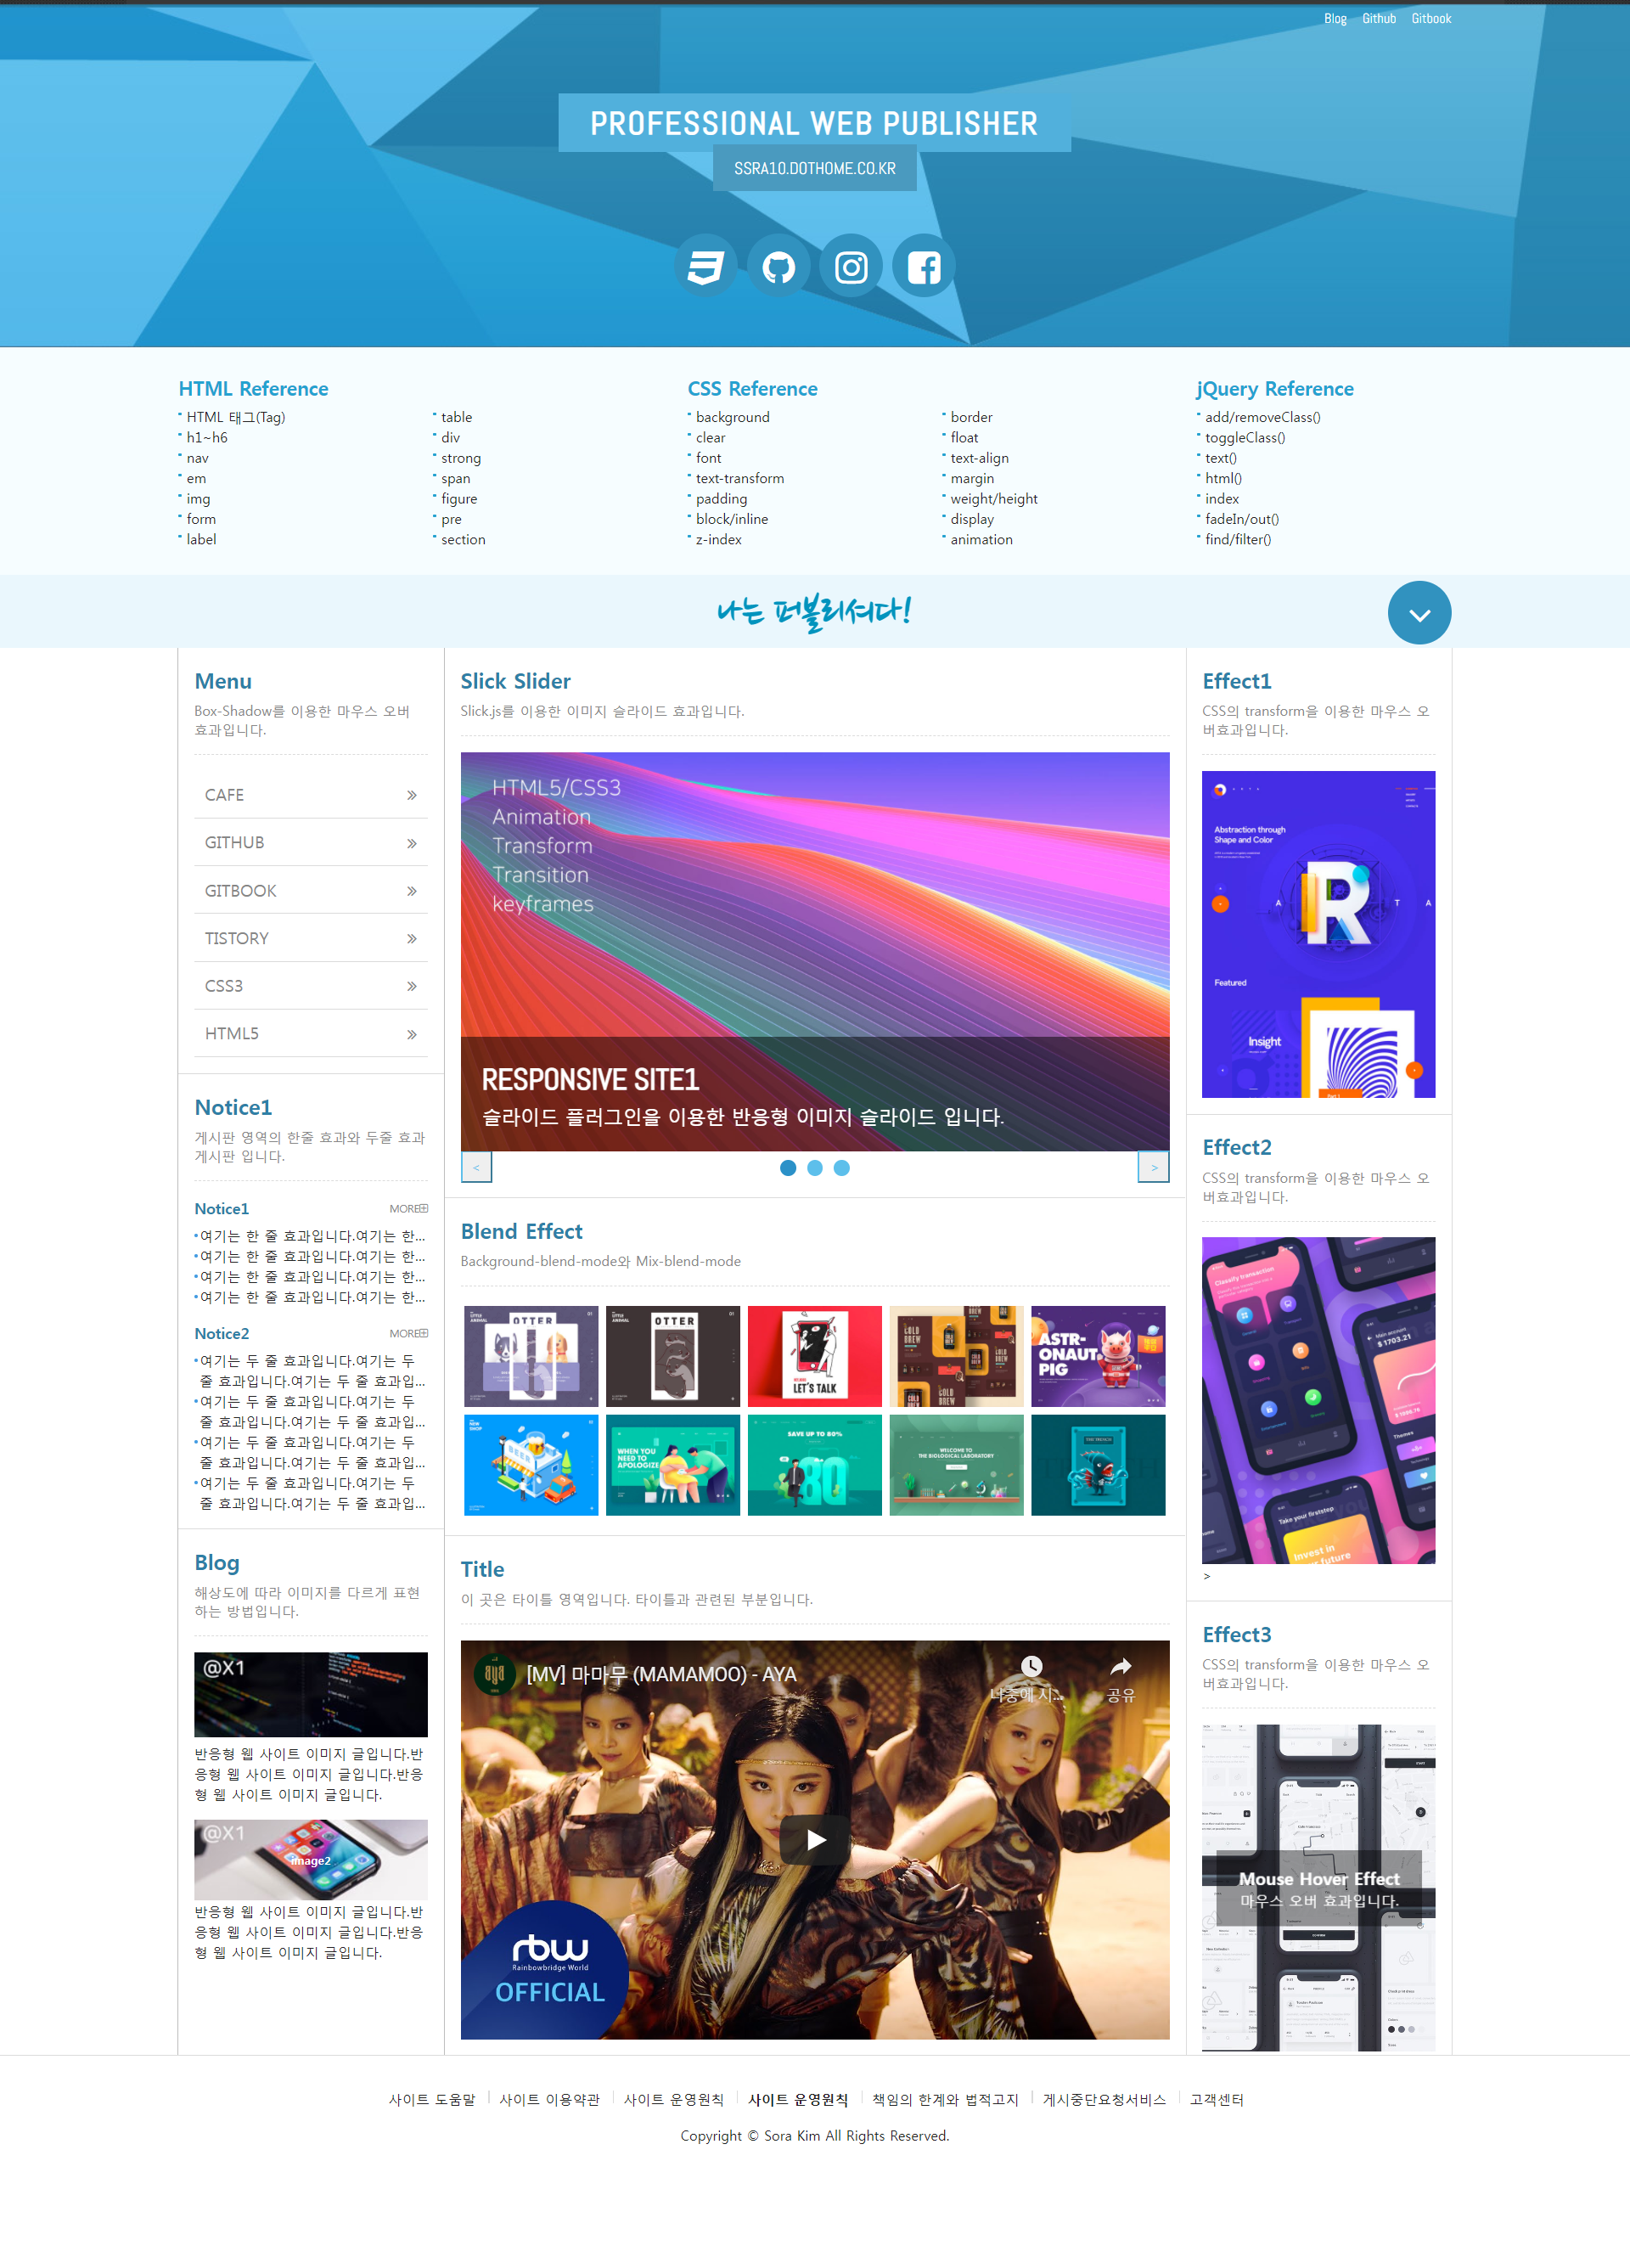 Blog Github Gitbook
PROFESSIONAL WEB PUBLISHER
SSRA10.DOTHOME.CO.KR
HTML Reference
HTML 태그(Tag)
h1~h6
nav
em
img
form
label
table
div
strong
span
figure
pre
section
CSS Reference
background
clear
font
text-transform
padding
block/inline
z-index
border
float
text-align
margin
weight/height
display
animation
jQuery Reference
add/removeClass()
toggleClass()
text()
html()
index
fadeIn/out()
find/filter()
나는 퍼블리셔다!
Menu
Box-Shadow를 이용한 마우스 오버
효과입니다.
CAFE
GITHUB
GITBOOK
TISTORY
CSS3
HTML5
Notice1
게시판 영역의 한줄 효과와 두줄 효과
게시판 입니다.
Notice1 MORE
여기는 한 줄 효과입니다.여기는 한...
여기는 한 줄 효과입니다.여기는 한...
여기는 한 줄 효과입니다.여기는 한...
여기는 한 줄 효과입니다.여기는 한...
Notice2 MORE
여기는 두 줄 효과입니다.여기는 두
줄 효과입니다.여기는 두 줄 효과입...
여기는 두 줄 효과입니다.여기는 두
줄 효과입니다.여기는 두 줄 효과입...
여기는 두 줄 효과입니다.여기는 두
줄 효과입니다.여기는 두 줄 효과입...
여기는 두 줄 효과입니다.여기는 두
줄 효과입니다.여기는 두 줄 효과입...
Blog
해상도에 따라 이미지를 다르게 표현
하는 방법입니다.
@X1
반응형 웹 사이트 이미지 글입니다.반
응형 웹 사이트 이미지 글입니다.반응
형 웹 사이트 이미지 글입니다.
@X1
image2
반응형 웹 사이트 이미지 글입니다.반
응형 웹 사이트 이미지 글입니다.반응
형 웹 사이트 이미지 글입니다.
Slick Slider
Slick.js를 이용한 이미지 슬라이드 효과입니다.
HTML5/CSS3
Animation
Transform
Transition
keyframes
RESPONSIVE SITE1
슬라이드 플러그인을 이용한 반응형 이미지 슬라이드 입니다.
< >
Blend Effect
Background-blend-mode와 Mix-blend-mode
OTTER
OTTER
LET'S TALK
COLD
BREW
ASTR-
ONAUT.
PIG
WHEN YOU
NEED TO
APOLOGIZE
SAVE UP TO 80%
80
WELCOME TO
THE BIOLOGICAL LABORATORY
Title
이 곳은 타이틀 영역입니다. 타이틀과 관련된 부분입니다.
[MV] 마마무 (MAMAMOO) - AYA
나중에 시...
공유
rbw
Rainbowbridge World
OFFICIAL
Effect1
CSS의 transform을 이용한 마우스 오
버효과입니다.
Abstraction through
Shape and Color
R
A T A
Featured
Insight
Effect2
CSS의 transform을 이용한 마우스 오
버효과입니다.
Classify transaction
Main account
$ 1703.21
Themes
Take your firststep
Invest in
your future
>
Effect3
CSS의 transform을 이용한 마우스 오
버효과입니다.
Mouse Hover Effect
마우스 오버 효과입니다.
사이트 도움말 사이트 이용약관 사이트 운영원칙 사이트 운영원칙 책임의 한계와 법적고지 게시중단요청서비스 고객센터
Copyright © Sora Kim All Rights Reserved.